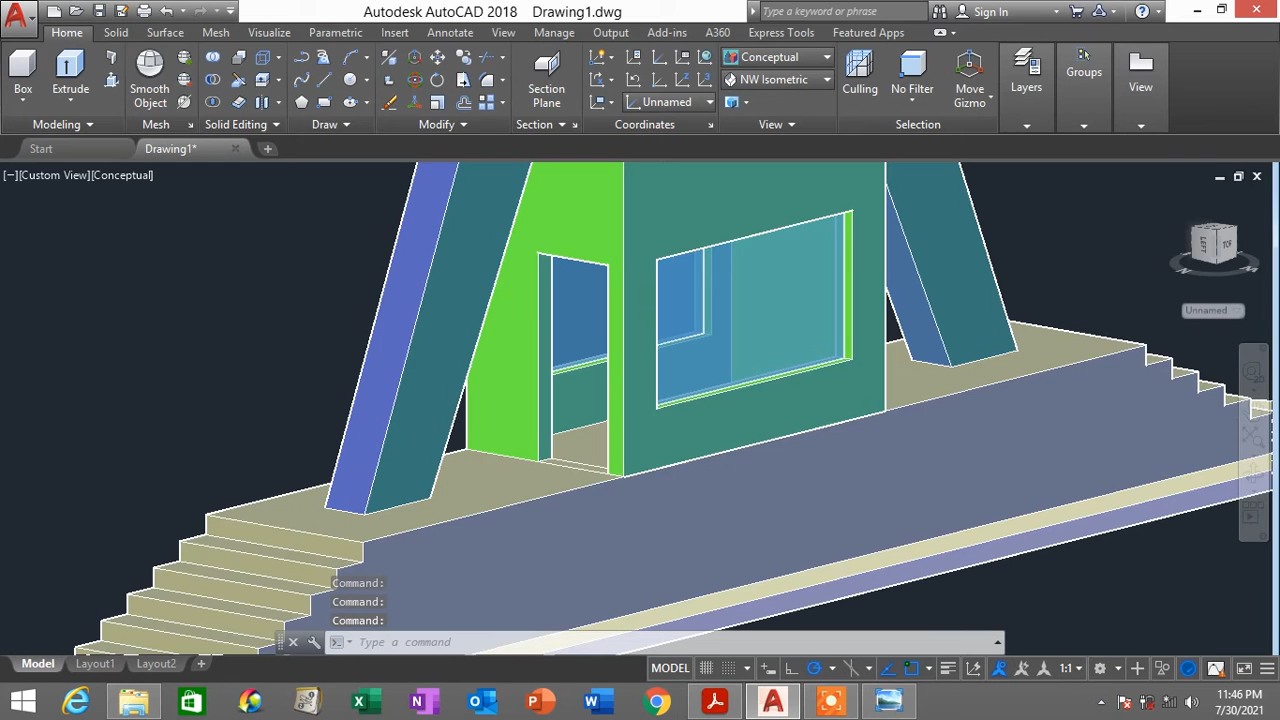 Autodesk AutoCAD 2018 Drawing1.dwg
Type a keyword or phrase
Sign In
Home Solid Surface Mesh Visualize Parametric Insert Annotate View Manage Output Add-ins A360 Express Tools Featured Apps
Box
Extrude
Smooth Object
Section Plane
Unnamed
Conceptual
NW Isometric
Culling
No Filter
Move Gizmo
Layers
Groups
View
Modeling
Mesh
Solid Editing
Draw
Modify
Section
Coordinates
View
Selection
Start
Drawing1*
[−][Custom View][Conceptual]
LEFT
TOP
N
W
Unnamed
Command:
Command:
Command:
Type a command
Model Layout1 Layout2
MODEL
1:1
11:46 PM
7/30/2021